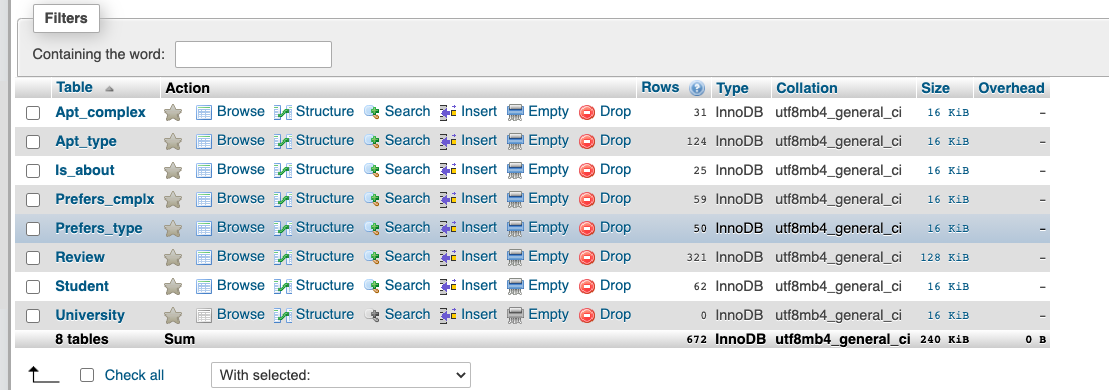 Filters
Containing the word:
Table Action Rows Type Collation Size Overhead
Apt_complex Browse Structure Search Insert Empty Drop 31 InnoDB utf8mb4_general_ci 16 KiB -
Apt_type Browse Structure Search Insert Empty Drop 124 InnoDB utf8mb4_general_ci 16 KiB -
Is_about Browse Structure Search Insert Empty Drop 25 InnoDB utf8mb4_general_ci 16 KiB -
Prefers_cmplx Browse Structure Search Insert Empty Drop 59 InnoDB utf8mb4_general_ci 16 KiB -
Prefers_type Browse Structure Search Insert Empty Drop 50 InnoDB utf8mb4_general_ci 16 KiB -
Review Browse Structure Search Insert Empty Drop 321 InnoDB utf8mb4_general_ci 128 KiB -
Student Browse Structure Search Insert Empty Drop 62 InnoDB utf8mb4_general_ci 16 KiB -
University Browse Structure Search Insert Empty Drop 0 InnoDB utf8mb4_general_ci 16 KiB -
8 tables Sum 672 InnoDB utf8mb4_general_ci 240 KiB 0 B
Check all With selected: